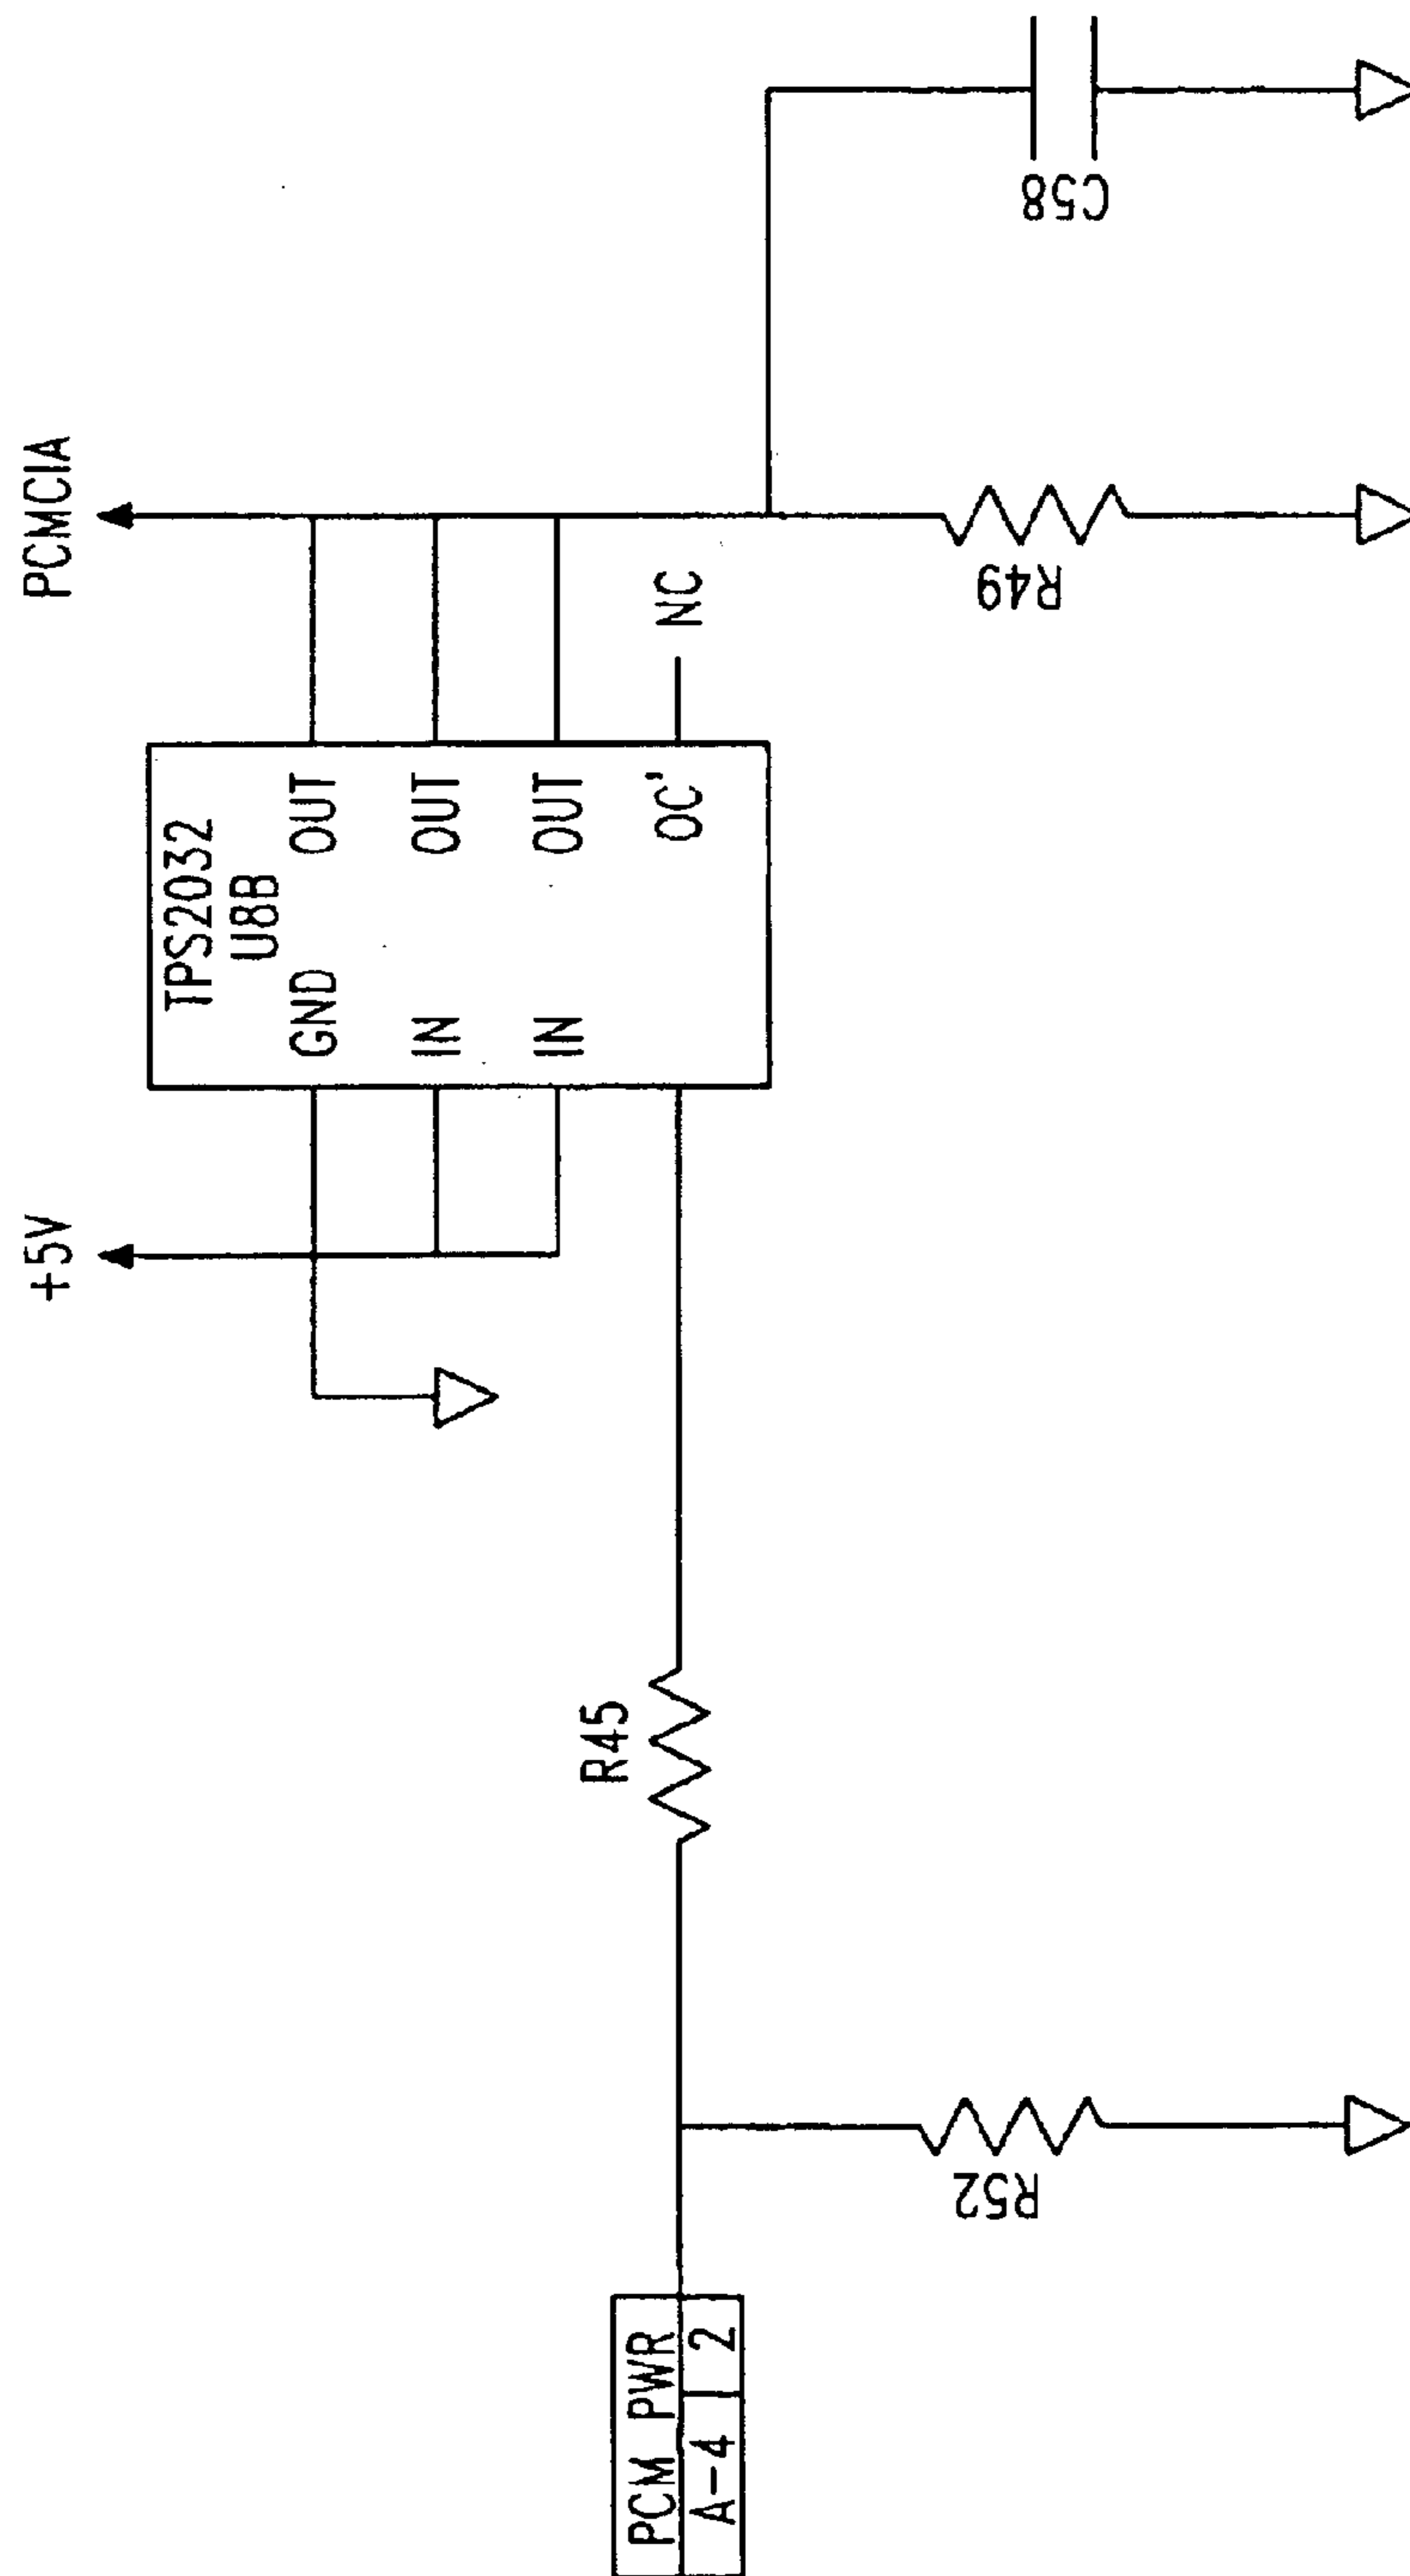 +5V
PCMCIA
TPS2032
U8B
GND OUT
IN OUT
IN OUT
OC'
NC
R45
PCM PWR
A-4 2
R52
R49
C58